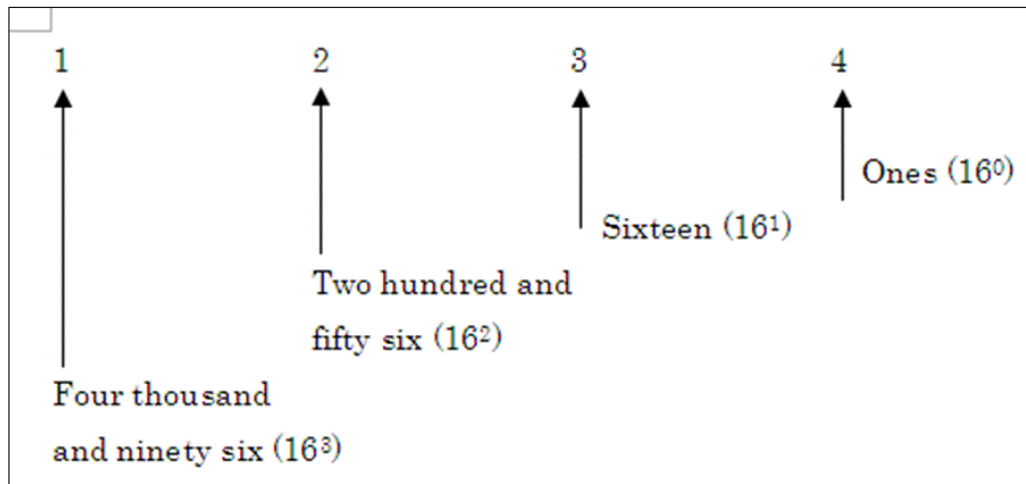 1 2 3 4
Ones (16⁰)
Sixteen (16¹)
Two hundred and
fifty six (16²)
Four thousand
and ninety six (16³)